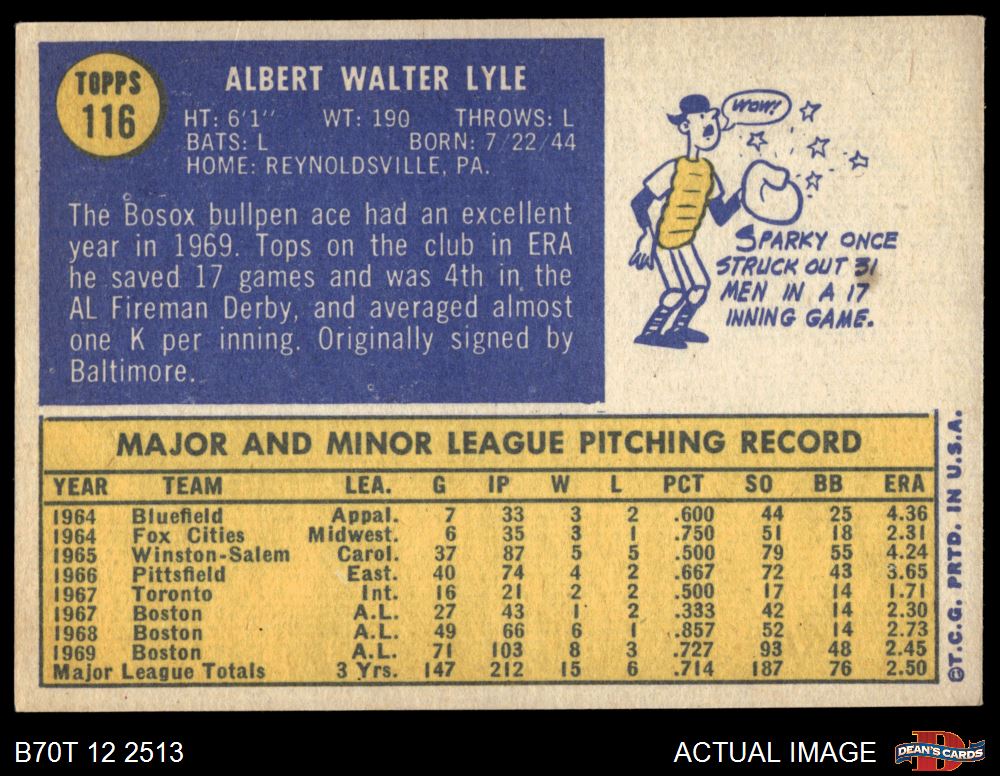 TOPPS
116
ALBERT WALTER LYLE
HT: 6'1" WT: 190 THROWS: L
BATS: L BORN: 7/22/44
HOME: REYNOLDSVILLE, PA.
The Bosox bullpen ace had an excellent
year in 1969. Tops on the club in ERA
he saved 17 games and was 4th in the
AL Fireman Derby, and averaged almost
one K per inning. Originally signed by
Baltimore.
WOW!
SPARKY ONCE
STRUCK OUT 31
MEN IN A 17
INNING GAME.
MAJOR AND MINOR LEAGUE PITCHING RECORD
YEAR TEAM LEA. G IP W L PCT SO BB ERA
1964 Bluefield Appal. 7 33 3 2 .600 44 25 4.36
1964 Fox Cities Midwest. 6 35 3 1 .750 51 18 2.31
1965 Winston-Salem Carol. 37 87 5 5 .500 79 55 4.24
1966 Pittsfield East. 40 74 4 2 .667 72 43 3.65
1967 Toronto Int. 16 21 2 2 .500 17 14 1.71
1967 Boston A.L. 27 43 1 2 .333 42 14 2.30
1968 Boston A.L. 49 66 6 1 .857 52 14 2.73
1969 Boston A.L. 71 103 8 3 .727 93 48 2.45
Major League Totals 3 Yrs. 147 212 15 6 .714 187 76 2.50
©T.C.G. PRTD. IN U.S.A.
B70T 12 2513
ACTUAL IMAGE
DEAN'S CARDS